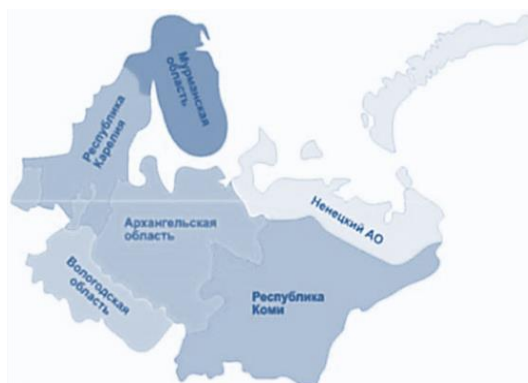 Мурманская
область
Республика
Карелия
Ненецкий АО
Архангельская
область
Вологодская
область
Республика
Коми